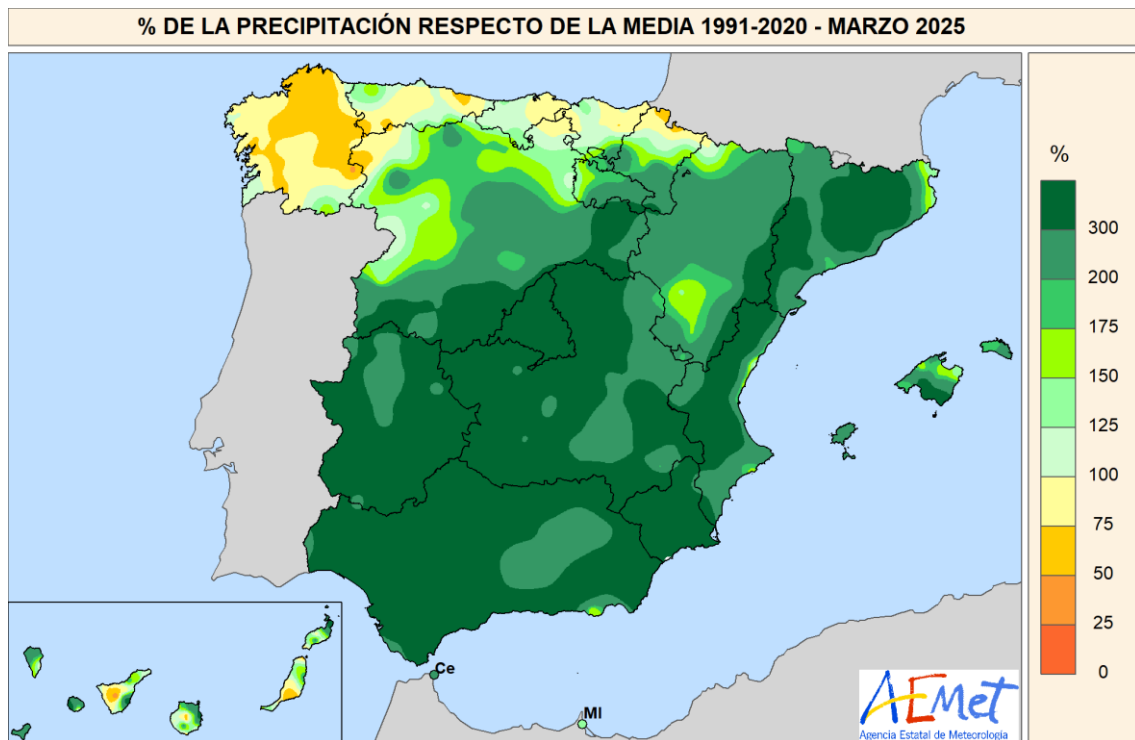 % DE LA PRECIPITACIÓN RESPECTO DE LA MEDIA 1991-2020 - MARZO 2025
%
300
200
175
150
125
100
75
50
25
0
Ce
Ml
AEMet
Agencia Estatal de Meteorología